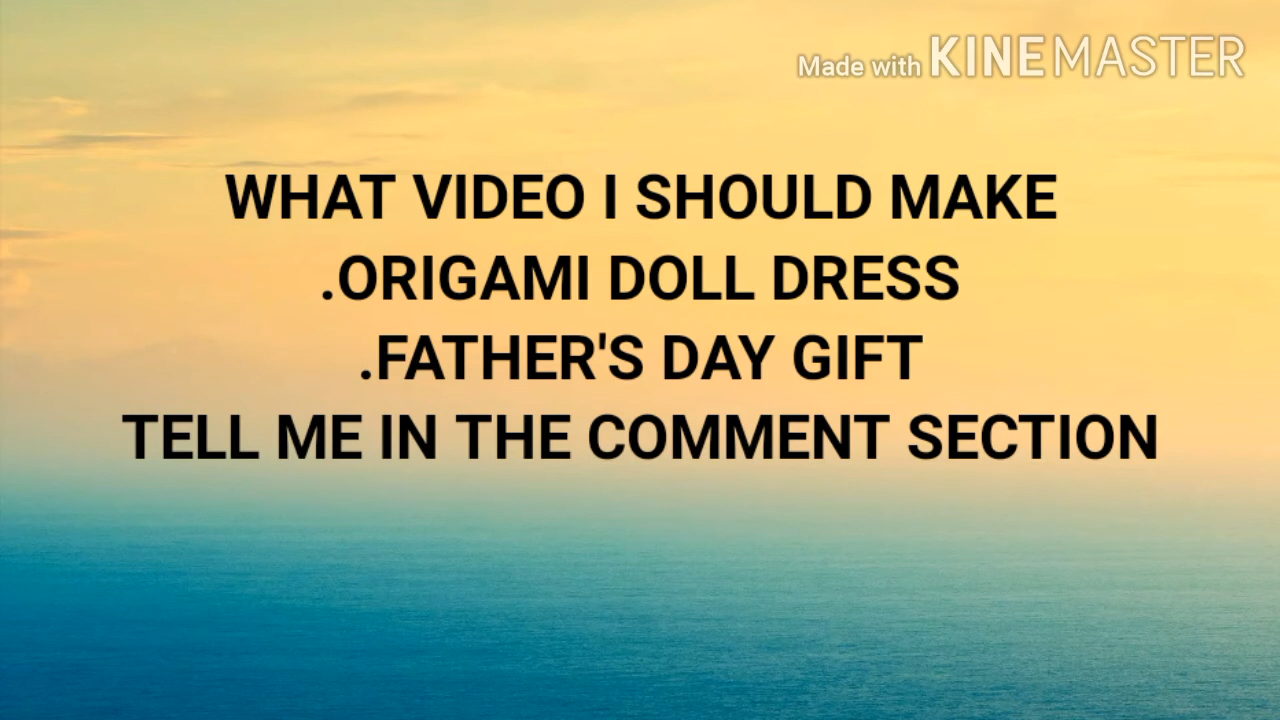 Made with KINEMASTER
WHAT VIDEO I SHOULD MAKE
.ORIGAMI DOLL DRESS
.FATHER'S DAY GIFT
TELL ME IN THE COMMENT SECTION